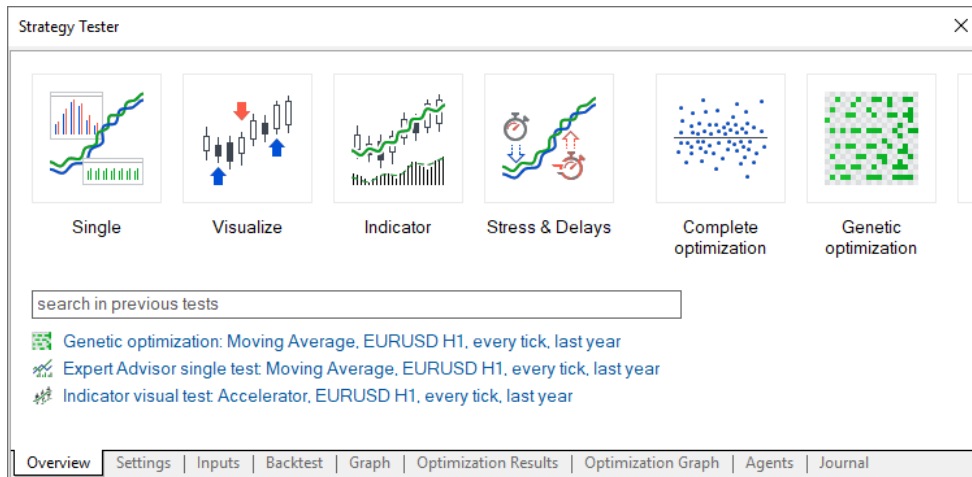 Strategy Tester
Single
Visualize
Indicator
Stress & Delays
Complete
optimization
Genetic
optimization
search in previous tests
Genetic optimization: Moving Average, EURUSD H1, every tick, last year
Expert Advisor single test: Moving Average, EURUSD H1, every tick, last year
Indicator visual test: Accelerator, EURUSD H1, every tick, last year
Overview | Settings | Inputs | Backtest | Graph | Optimization Results | Optimization Graph | Agents | Journal